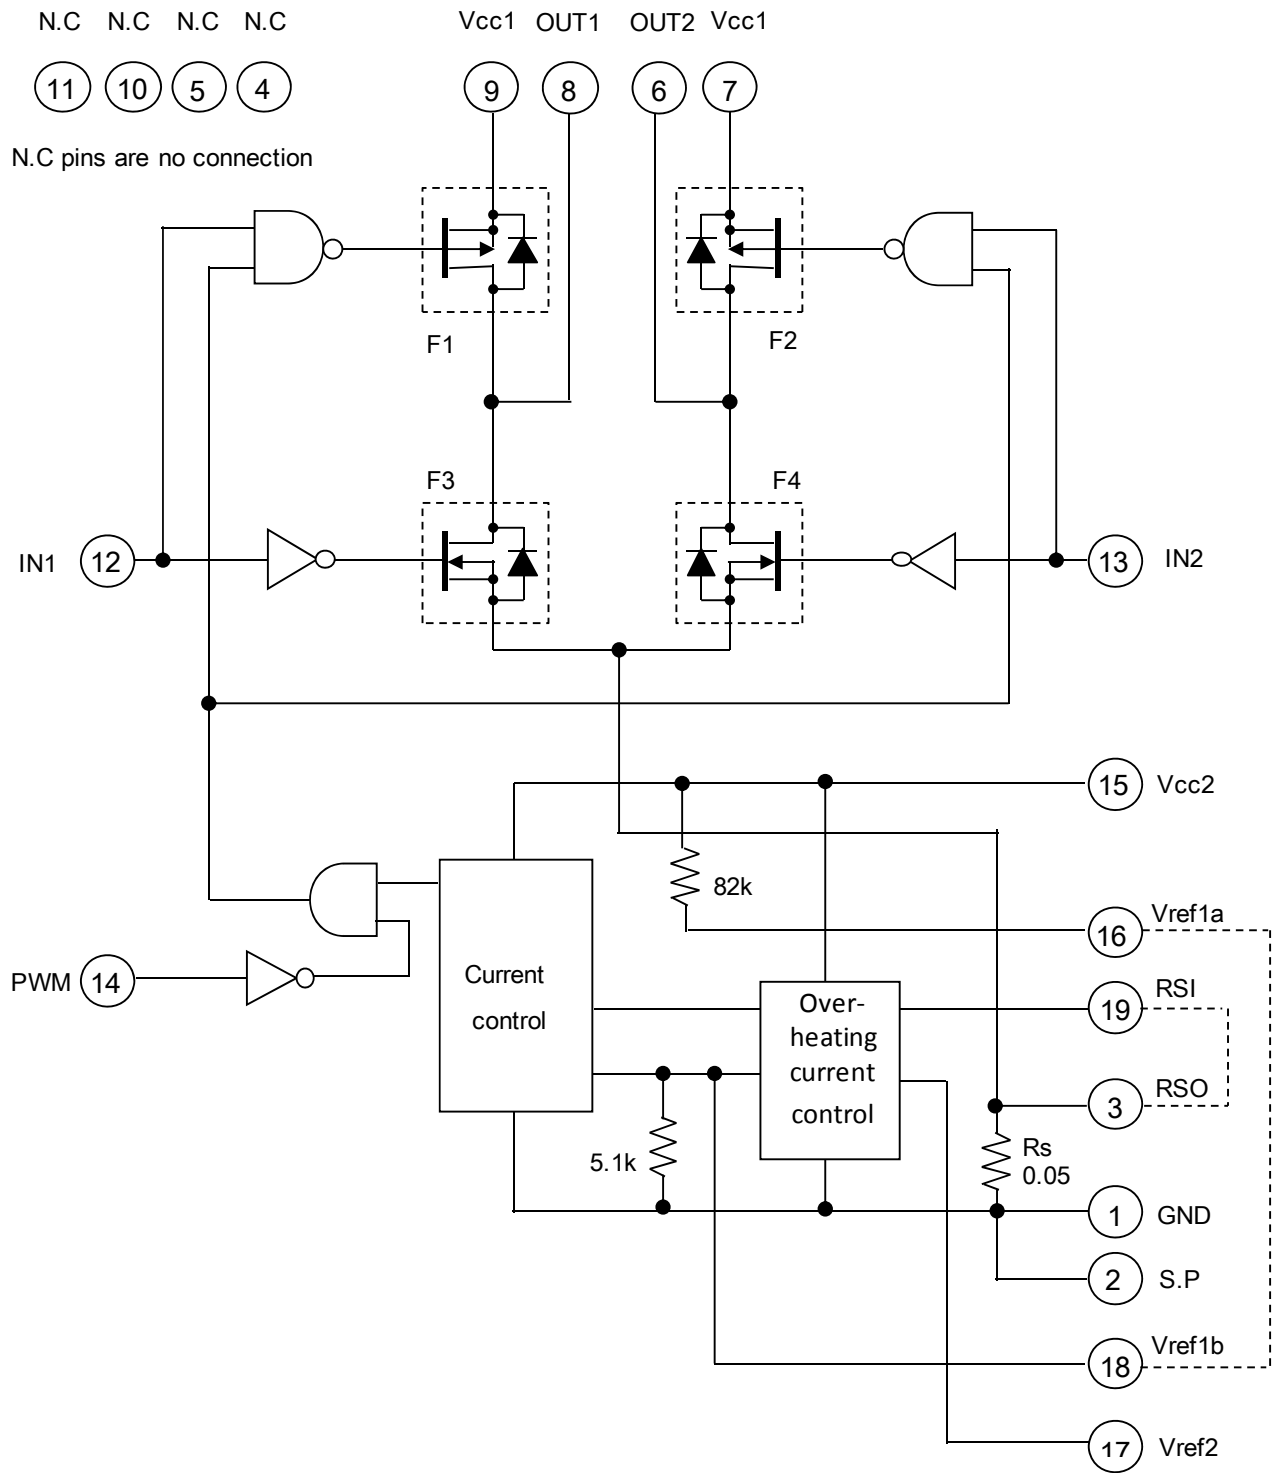 N.C N.C N.C N.C Vcc1 OUT1 OUT2 Vcc1
11 10 5 4 9 8 6 7
N.C pins are no connection
F1
F2
F3
F4
IN1 12
13 IN2
15 Vcc2
82k
16 Vref1a
PWM 14
Current
control
Over-
heating
current
control
19 RSI
3 RSO
5.1k
Rs
0.05
1 GND
2 S.P
18 Vref1b
17 Vref2